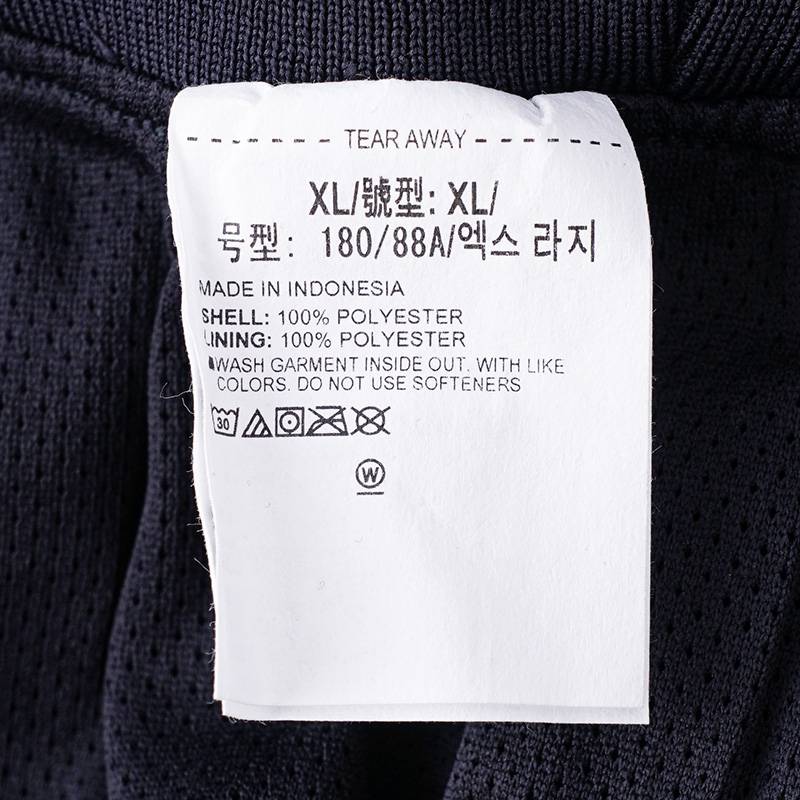 TEAR AWAY
XL/號型: XL/
号型: 180/88A/엑스 라지
MADE IN INDONESIA
SHELL: 100% POLYESTER
LINING: 100% POLYESTER
WASH GARMENT INSIDE OUT. WITH LIKE
COLORS. DO NOT USE SOFTENERS
30
W